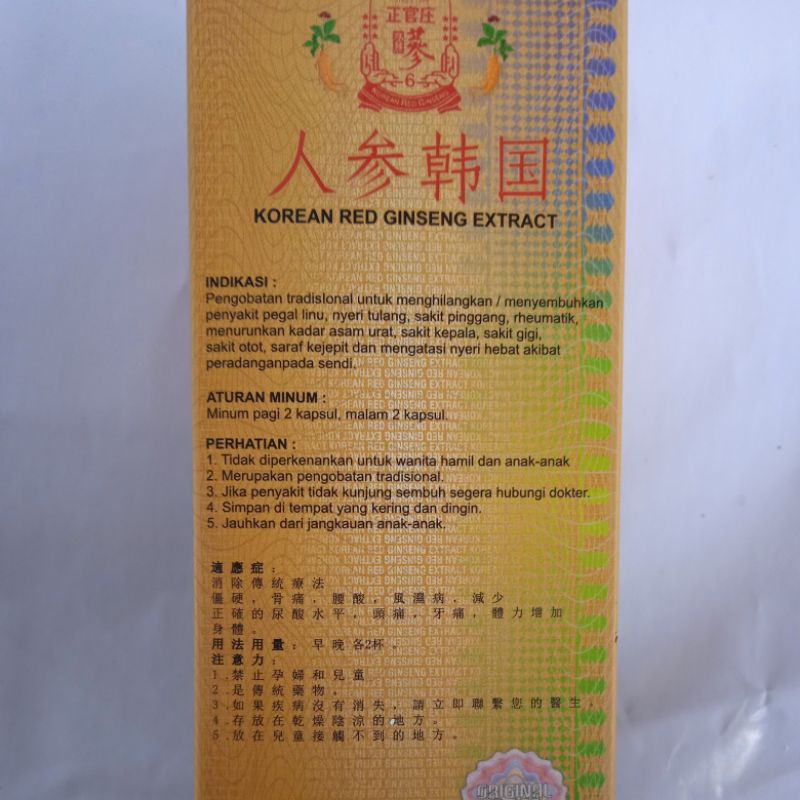 正官庄
蔘
6
KOREAN RED GINSENG
人参韩国
KOREAN RED GINSENG EXTRACT
INDIKASI :
Pengobatan tradisIonal untuk menghilangkan / menyembuhkan
penyakit pegal linu, nyeri tulang, sakit pinggang, rheumatik,
menurunkan kadar asam urat, sakit kepala, sakit gigi,
sakit otot, saraf kejepit dan mengatasi nyeri hebat akibat
peradanganpada sendi.
ATURAN MINUM :
Minum pagi 2 kapsul, malam 2 kapsul.
PERHATIAN :
1. Tidak diperkenankan untuk wanita hamil dan anak-anak
2. Merupakan pengobatan tradisional.
3. Jika penyakit tidak kunjung sembuh segera hubungi dokter.
4. Simpan di tempat yang kering dan dingin.
5. Jauhkan dari jangkauan anak-anak.
適應症：
消除傳統療法
僵硬，骨痛，腰酸，風濕病，減少
正確的尿酸水平，頭痛，牙痛，體力增加
身體。
用法用量：早晚各2杯。
注意力：
1.禁止孕婦和兒童
2.是傳統藥物。
3.如果疾病沒有消失，請立即聯繫您的醫生。
4.存放在乾燥陰涼的地方。
5.放在兒童接觸不到的地方。
ORIGINAL